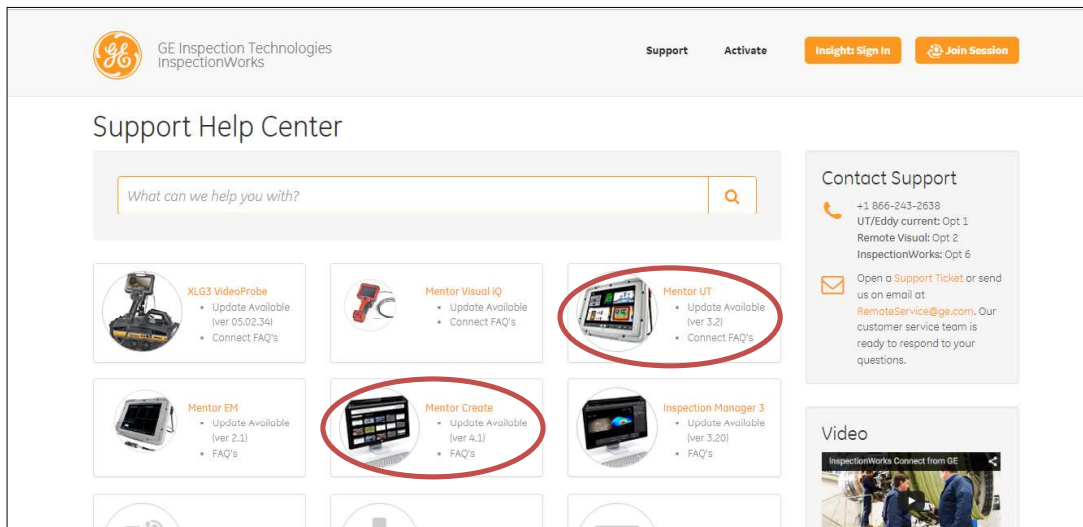 GE Inspection Technologies
InspectionWorks
Support
Activate
Insight: Sign In
Join Session
Support Help Center
What can we help you with?
XLG3 VideoProbe
Update Available
(ver 05.02.34)
Connect FAQ's
Mentor Visual iQ
Update Available
Connect FAQ's
Mentor UT
Update Available
(ver 3.2)
Connect FAQ's
Mentor EM
Update Available
(ver 2.1)
FAQ's
Mentor Create
Update Available
(ver 4.1)
FAQ's
Inspection Manager 3
Update Available
(ver 3.20)
FAQ's
Contact Support
+1 866-243-2638
UT/Eddy current: Opt 1
Remote Visual: Opt 2
InspectionWorks: Opt 6
Open a Support Ticket or send
us an email at
RemoteService@ge.com. Our
customer service team is
ready to respond to your
questions.
Video
InspectionWorks Connect from GE